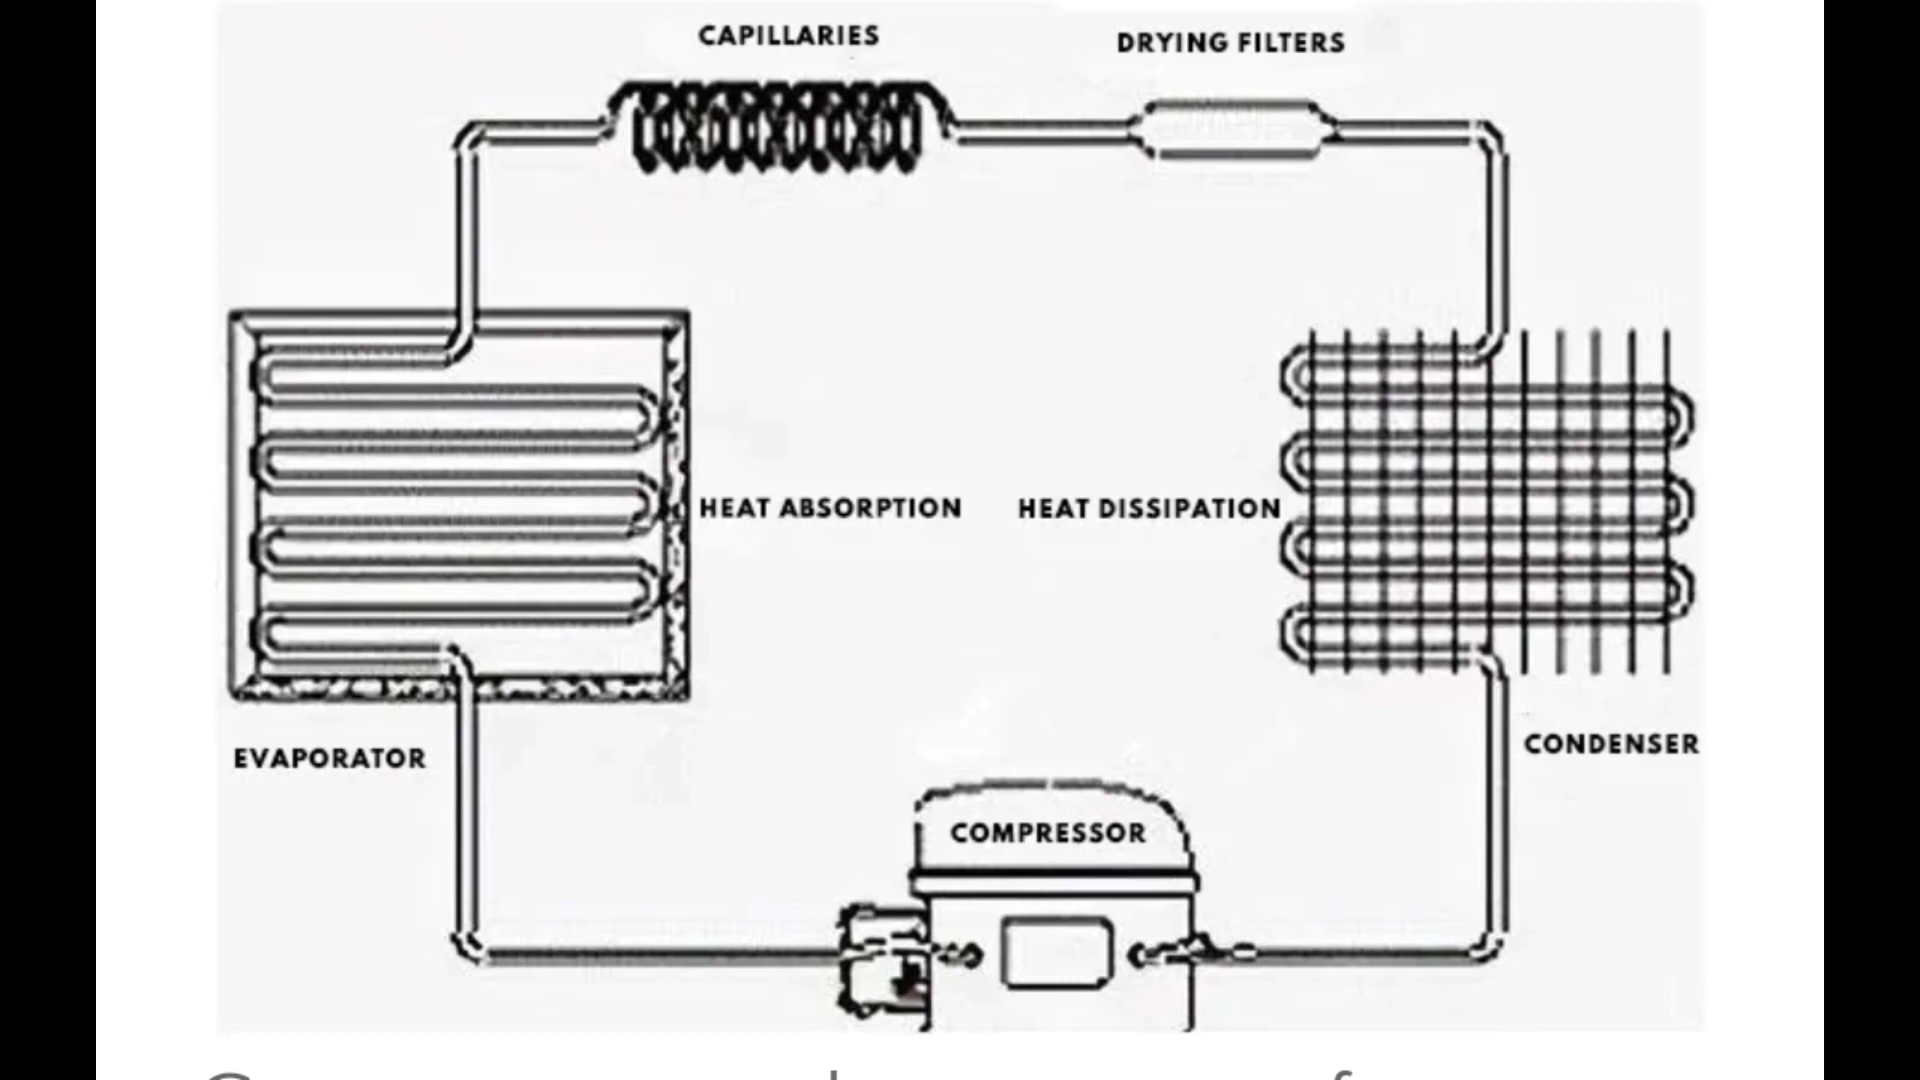 CAPILLARIES
DRYING FILTERS
HEAT ABSORPTION
HEAT DISSIPATION
EVAPORATOR
CONDENSER
COMPRESSOR